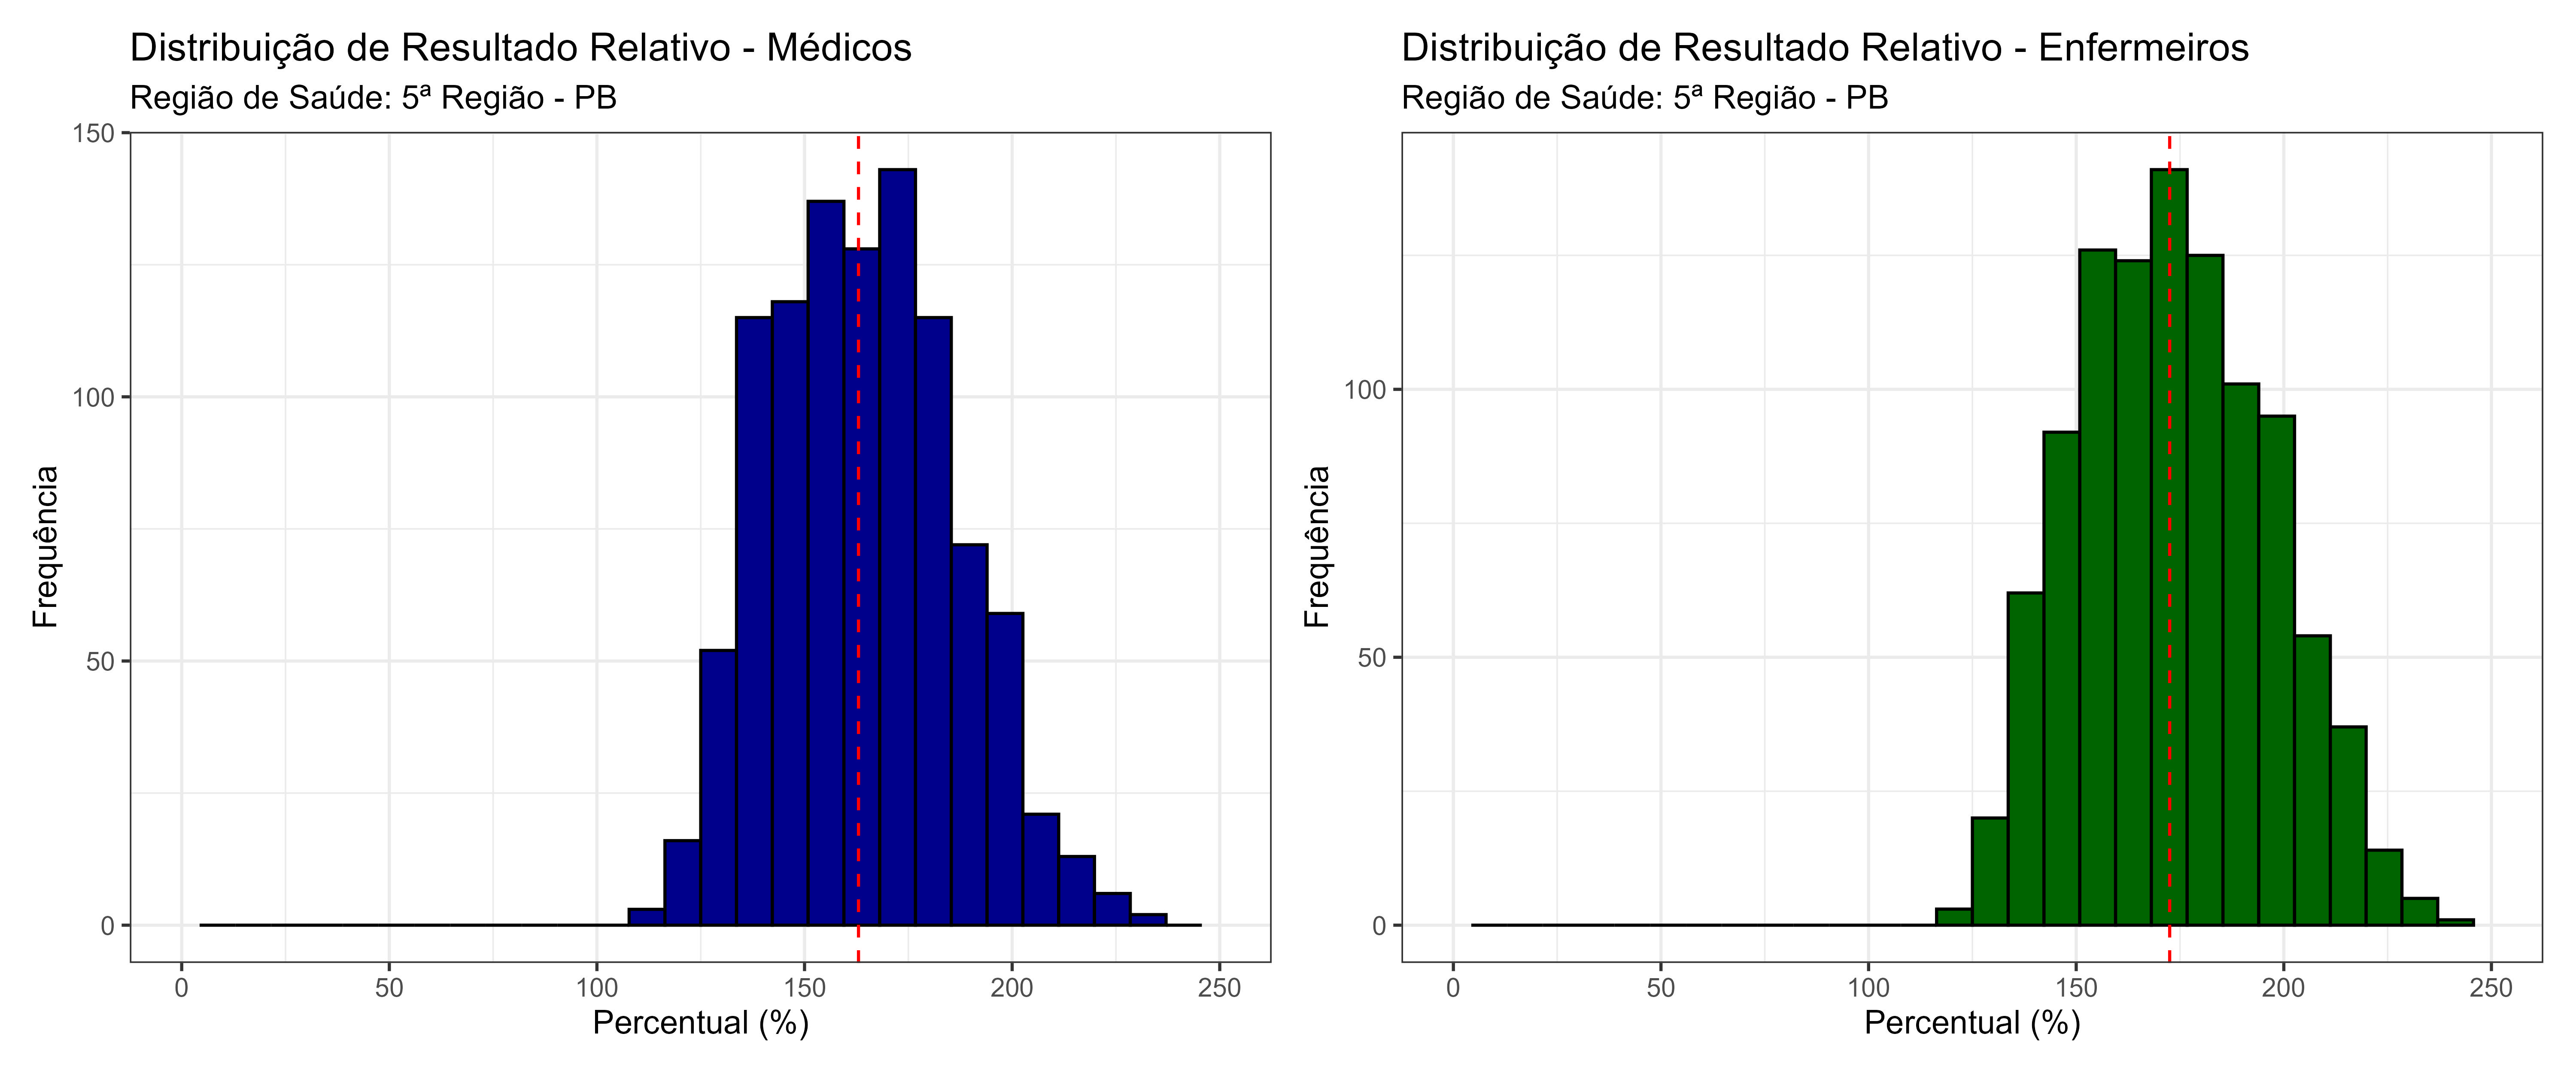 Distribuição de Resultado Relativo - Médicos
Região de Saúde: 5ª Região - PB
150
100
50
0
Frequência
0 50 100 150 200 250
Percentual (%)
Distribuição de Resultado Relativo - Enfermeiros
Região de Saúde: 5ª Região - PB
100
50
0
Frequência
0 50 100 150 200 250
Percentual (%)